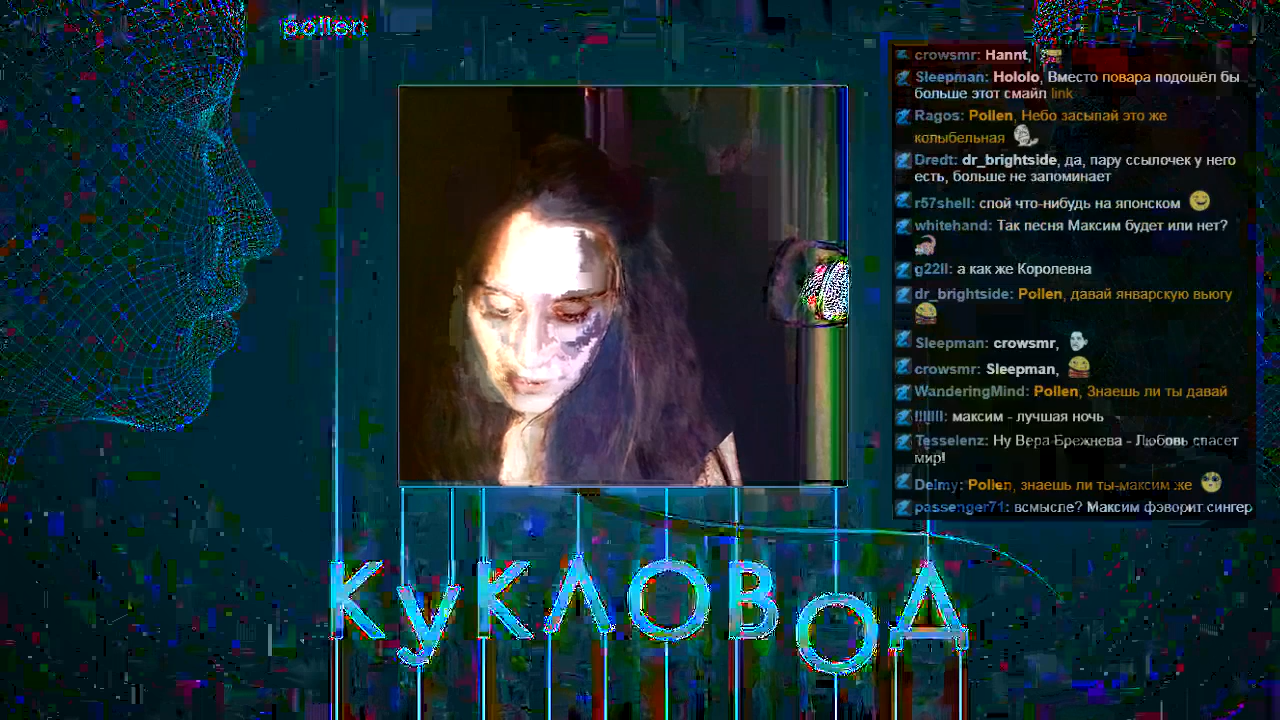 pollen
crowsmr: Hannt,
Sleepman: Hololo, Вместо повара подошёл бы
больше этот смайл link
Ragos: Pollen, Небо засыпай это же
колыбельная
Dredt: dr_brightside, да, пару ссылочек у него
есть, больше не запоминает
r57shell: спой что-нибудь на японском
whitehand: Так песня Максим будет или нет?
g22ll: а как же Королевна
dr_brightside: Pollen, давай январскую вьюгу
Sleepman: crowsmr,
crowsmr: Sleepman,
WanderingMind: Pollen, Знаешь ли ты давай
!!!!!!!: максим - лучшая ночь
Tesselenz: Ну Вера Брежнева - Любовь спасет
мир!
Delmy: Pollen, знаешь ли ты-максим же
passenger71: всмысле? Максим фэворит сингер
КУКЛОВОД